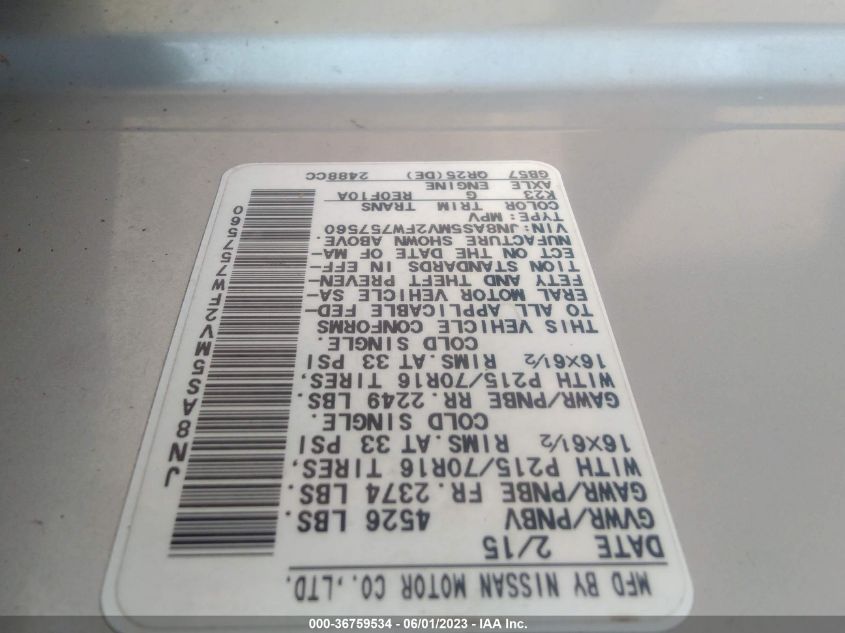 MFD BY NISSAN MOTOR CO.,LTD.
DATE 2/15
GVWR/PNBV 4526 LBS.
GAWR/PNBE FR.2374 LBS.
WITH P215/70R16 TIRES,
16×6½ RIMS.AT 33 PSI
COLD SINGLE.
GAWR/PNBE RR.2249 LBS.
WITH P215/70R16 TIRES,
16×6½ RIMS.AT 33 PSI
COLD SINGLE.
THIS VEHICLE CONFORMS
TO ALL APPLICABLE FED-
ERAL MOTOR VEHICLE SA-
FETY AND THEFT PREVEN-
TION STANDARDS IN EFF-
ECT ON THE DATE OF MA-
NUFACTURE SHOWN ABOVE.
VIN:JN8AS5MV2FW757560
TYPE:MPV
COLOR TRIM TRANS
K23 G RE0F10A
AXLE ENGINE
GB57 QR25(DE) 2488CC
JN8AS5MV2FW757560
000-36759534 - 06/01/2023 - IAA Inc.